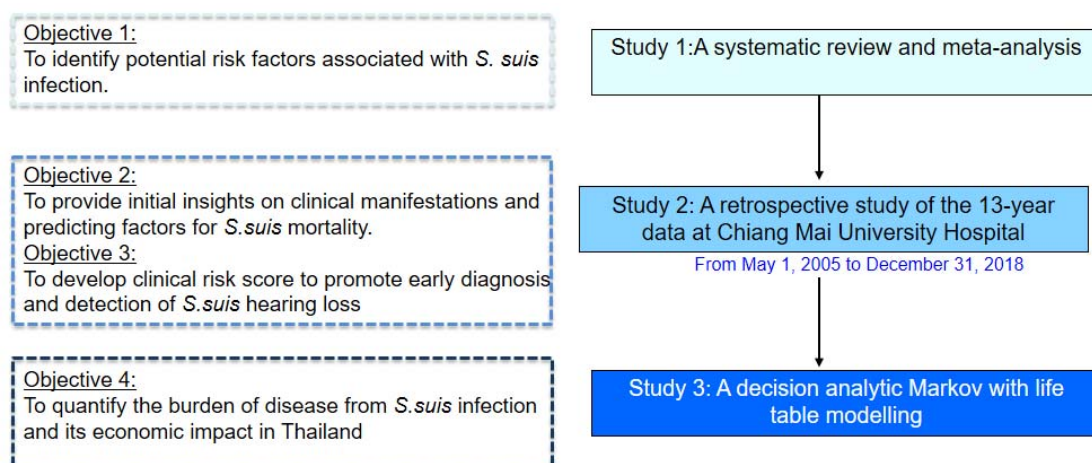 Objective 1:
To identify potential risk factors associated with S. suis
infection.
Study 1:A systematic review and meta-analysis
Objective 2:
To provide initial insights on clinical manifestations and
predicting factors for S.suis mortality.
Objective 3:
To develop clinical risk score to promote early diagnosis
and detection of S.suis hearing loss
Study 2: A retrospective study of the 13-year
data at Chiang Mai University Hospital
From May 1, 2005 to December 31, 2018
Objective 4:
To quantify the burden of disease from S.suis infection
and its economic impact in Thailand
Study 3: A decision analytic Markov with life
table modelling